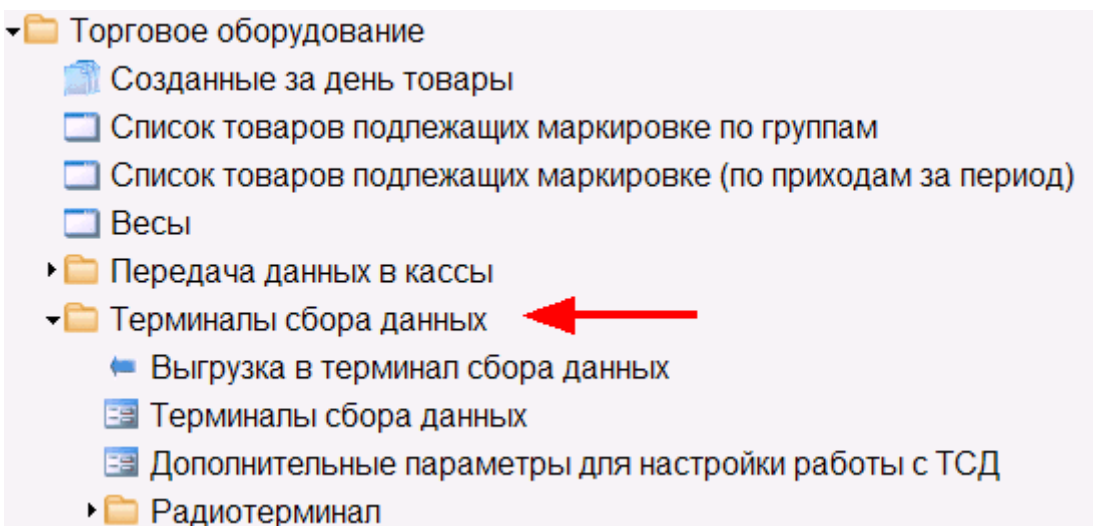 Торговое оборудование
Созданные за день товары
Список товаров подлежащих маркировке по группам
Список товаров подлежащих маркировке (по приходам за период)
Весы
Передача данных в кассы
Терминалы сбора данных
Выгрузка в терминал сбора данных
Терминалы сбора данных
Дополнительные параметры для настройки работы с ТСД
Радиотерминал